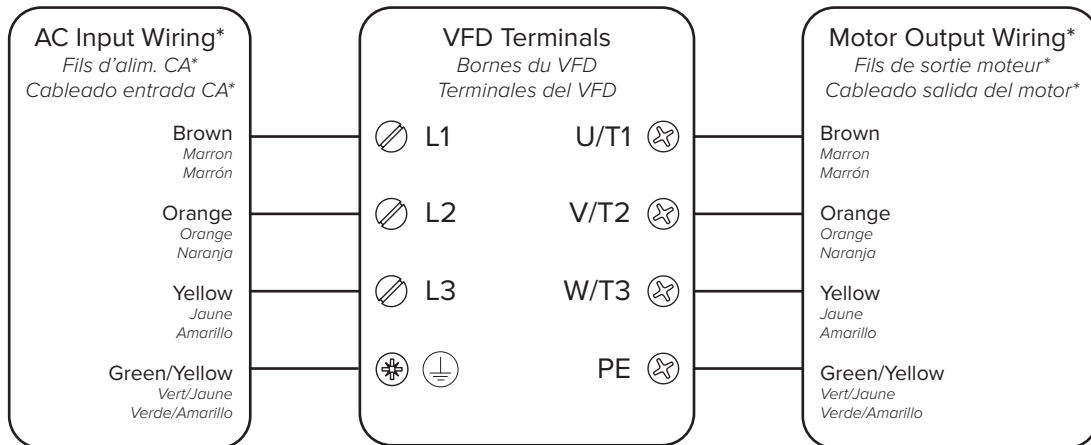 AC Input Wiring*
Fils d'alim. CA*
Cableado entrada CA*
Brown
Marron
Marrón
Orange
Orange
Naranja
Yellow
Jaune
Amarillo
Green/Yellow
Vert/Jaune
Verde/Amarillo
VFD Terminals
Bornes du VFD
Terminales del VFD
L1 U/T1
L2 V/T2
L3 W/T3
PE
Motor Output Wiring*
Fils de sortie moteur*
Cableado salida del motor*
Brown
Marron
Marrón
Orange
Orange
Naranja
Yellow
Jaune
Amarillo
Green/Yellow
Vert/Jaune
Verde/Amarillo